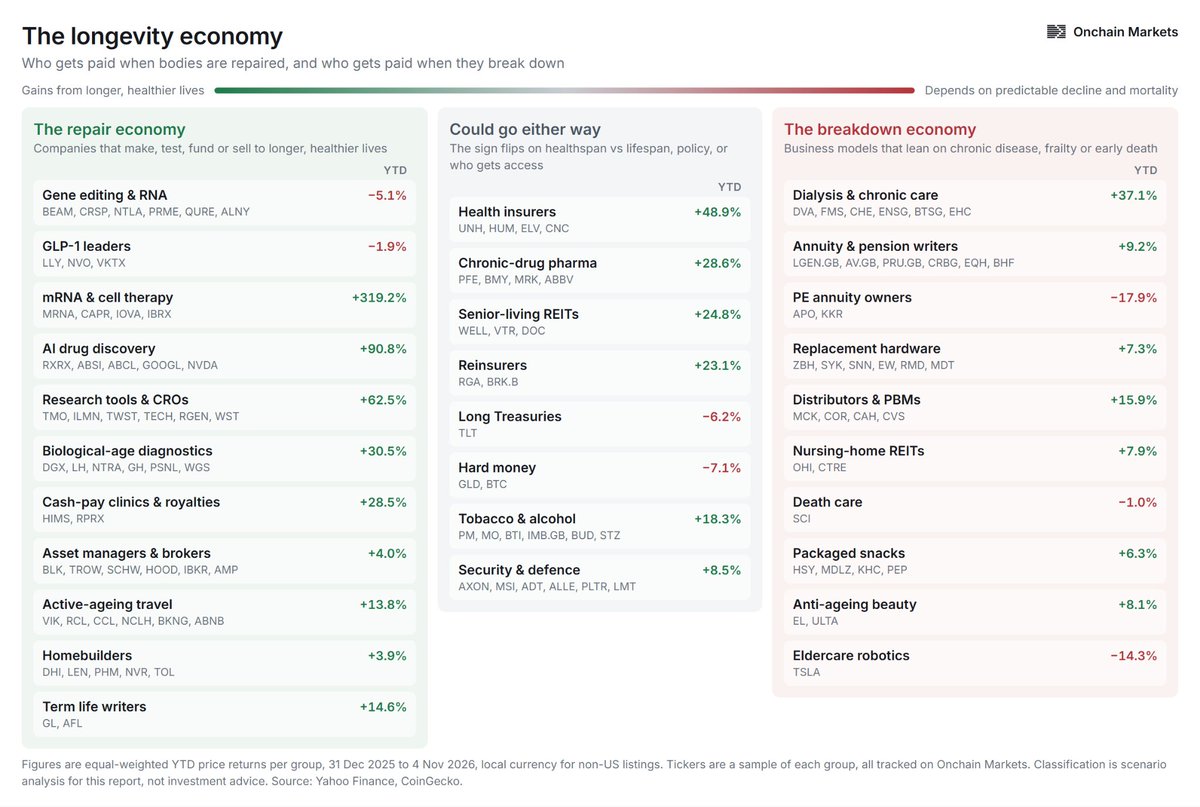 The longevity economy
Onchain Markets
Who gets paid when bodies are repaired, and who gets paid when they break down
Gains from longer, healthier lives
Depends on predictable decline and mortality
The repair economy
Companies that make, test, fund or sell to longer, healthier lives
YTD
Gene editing & RNA −5.1%
BEAM, CRSP, NTLA, PRME, QURE, ALNY
GLP-1 leaders −1.9%
LLY, NVO, VKTX
mRNA & cell therapy +319.2%
MRNA, CAPR, IOVA, IBRX
AI drug discovery +90.8%
RXRX, ABSI, ABCL, GOOGL, NVDA
Research tools & CROs +62.5%
TMO, ILMN, TWST, TECH, RGEN, WST
Biological-age diagnostics +30.5%
DGX, LH, NTRA, GH, PSNL, WGS
Cash-pay clinics & royalties +28.5%
HIMS, RPRX
Asset managers & brokers +4.0%
BLK, TROW, SCHW, HOOD, IBKR, AMP
Active-ageing travel +13.8%
VIK, RCL, CCL, NCLH, BKNG, ABNB
Homebuilders +3.9%
DHI, LEN, PHM, NVR, TOL
Term life writers +14.6%
GL, AFL
Could go either way
The sign flips on healthspan vs lifespan, policy, or
who gets access
YTD
Health insurers +48.9%
UNH, HUM, ELV, CNC
Chronic-drug pharma +28.6%
PFE, BMY, MRK, ABBV
Senior-living REITs +24.8%
WELL, VTR, DOC
Reinsurers +23.1%
RGA, BRK.B
Long Treasuries −6.2%
TLT
Hard money −7.1%
GLD, BTC
Tobacco & alcohol +18.3%
PM, MO, BTI, IMB.GB, BUD, STZ
Security & defence +8.5%
AXON, MSI, ADT, ALLE, PLTR, LMT
The breakdown economy
Business models that lean on chronic disease, frailty or early death
YTD
Dialysis & chronic care +37.1%
DVA, FMS, CHE, ENSG, BTSG, EHC
Annuity & pension writers +9.2%
LGEN.GB, AV.GB, PRU.GB, CRBG, EQH, BHF
PE annuity owners −17.9%
APO, KKR
Replacement hardware +7.3%
ZBH, SYK, SNN, EW, RMD, MDT
Distributors & PBMs +15.9%
MCK, COR, CAH, CVS
Nursing-home REITs +7.9%
OHI, CTRE
Death care −1.0%
SCI
Packaged snacks +6.3%
HSY, MDLZ, KHC, PEP
Anti-ageing beauty +8.1%
EL, ULTA
Eldercare robotics −14.3%
TSLA
Figures are equal-weighted YTD price returns per group, 31 Dec 2025 to 4 Nov 2026, local currency for non-US listings. Tickers are a sample of each group, all tracked on Onchain Markets. Classification is scenario
analysis for this report, not investment advice. Source: Yahoo Finance, CoinGecko.